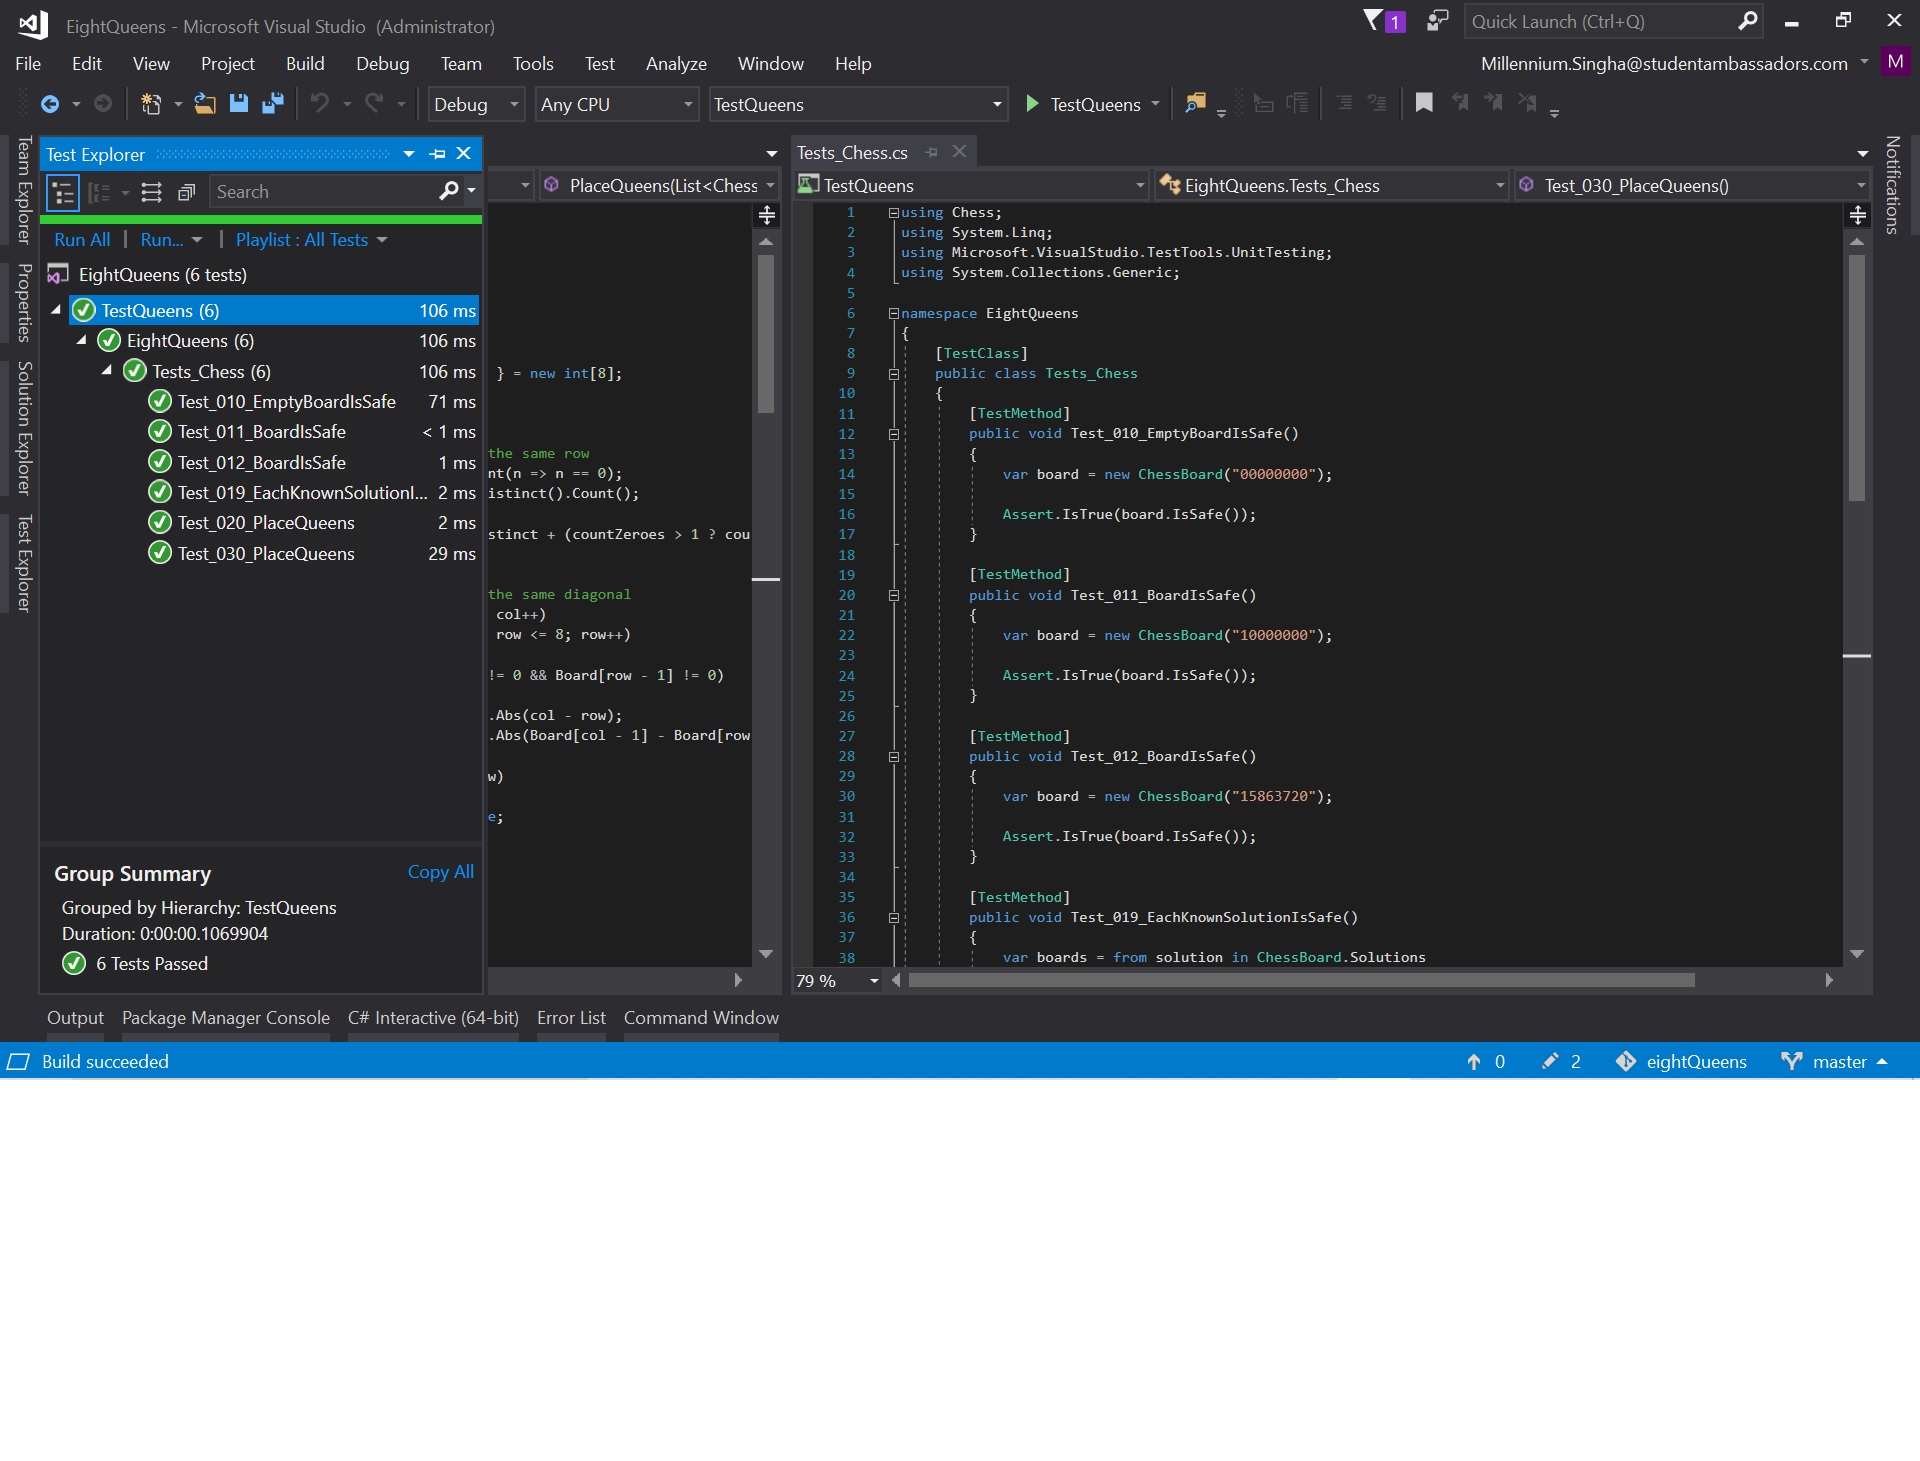 EightQueens - Microsoft Visual Studio (Administrator)
1
Quick Launch (Ctrl+Q)
File Edit View Project Build Debug Team Tools Test Analyze Window Help
Millennium.Singha@studentambassadors.com
M
Debug
Any CPU
TestQueens
TestQueens
Team Explorer
Properties
Solution Explorer
Test Explorer
Test Explorer
Search
Run All | Run... | Playlist : All Tests
EightQueens (6 tests)
TestQueens (6) 106 ms
EightQueens (6) 106 ms
Tests_Chess (6) 106 ms
Test_010_EmptyBoardIsSafe 71 ms
Test_011_BoardIsSafe < 1 ms
Test_012_BoardIsSafe 1 ms
Test_019_EachKnownSolutionI... 2 ms
Test_020_PlaceQueens 2 ms
Test_030_PlaceQueens 29 ms
Group Summary
Copy All
Grouped by Hierarchy: TestQueens
Duration: 0:00:00.1069904
6 Tests Passed
PlaceQueens(List<Chess
} = new int[8];
the same row
nt(n => n == 0);
istinct().Count();
stinct + (countZeroes > 1 ? cou
the same diagonal
col++)
row <= 8; row++)
!= 0 && Board[row - 1] != 0)
.Abs(col - row);
.Abs(Board[col - 1] - Board[row
w)
e;
Tests_Chess.cs
TestQueens
EightQueens.Tests_Chess
Test_030_PlaceQueens()
1 using Chess;
2 using System.Linq;
3 using Microsoft.VisualStudio.TestTools.UnitTesting;
4 using System.Collections.Generic;
5
6 namespace EightQueens
7 {
8 [TestClass]
9 public class Tests_Chess
10 {
11 [TestMethod]
12 public void Test_010_EmptyBoardIsSafe()
13 {
14 var board = new ChessBoard("00000000");
15
16 Assert.IsTrue(board.IsSafe());
17 }
18
19 [TestMethod]
20 public void Test_011_BoardIsSafe()
21 {
22 var board = new ChessBoard("10000000");
23
24 Assert.IsTrue(board.IsSafe());
25 }
26
27 [TestMethod]
28 public void Test_012_BoardIsSafe()
29 {
30 var board = new ChessBoard("15863720");
31
32 Assert.IsTrue(board.IsSafe());
33 }
34
35 [TestMethod]
36 public void Test_019_EachKnownSolutionIsSafe()
37 {
38 var boards = from solution in ChessBoard.Solutions
79 %
Notifications
Output Package Manager Console C# Interactive (64-bit) Error List Command Window
Build succeeded
0 2 eightQueens master